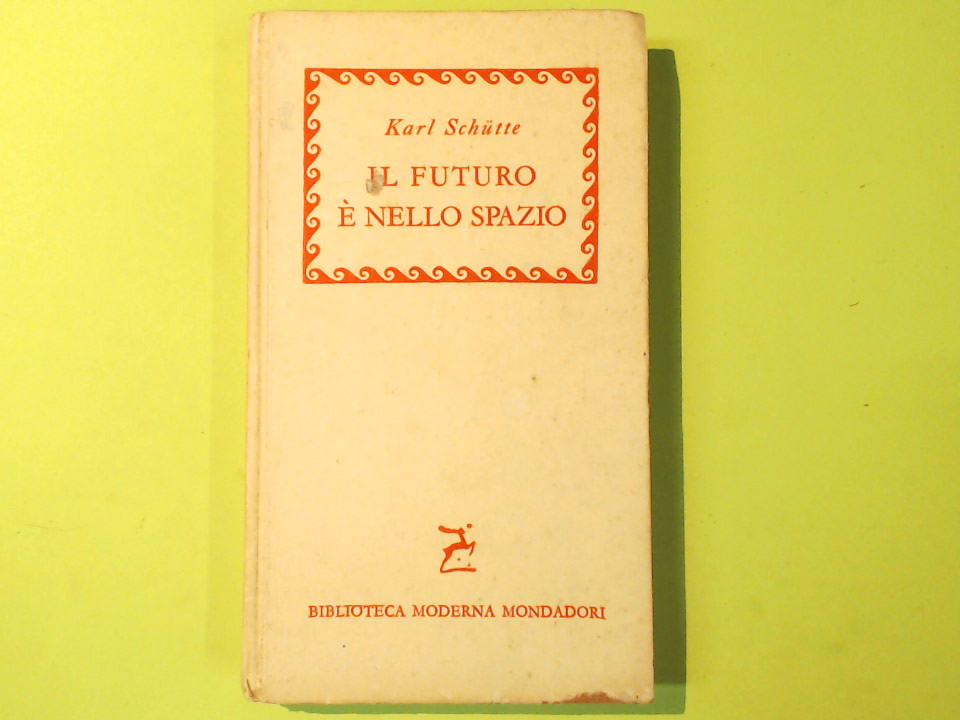 Karl Schütte
IL FUTURO
È NELLO SPAZIO
BIBLIOTECA MODERNA MONDADORI